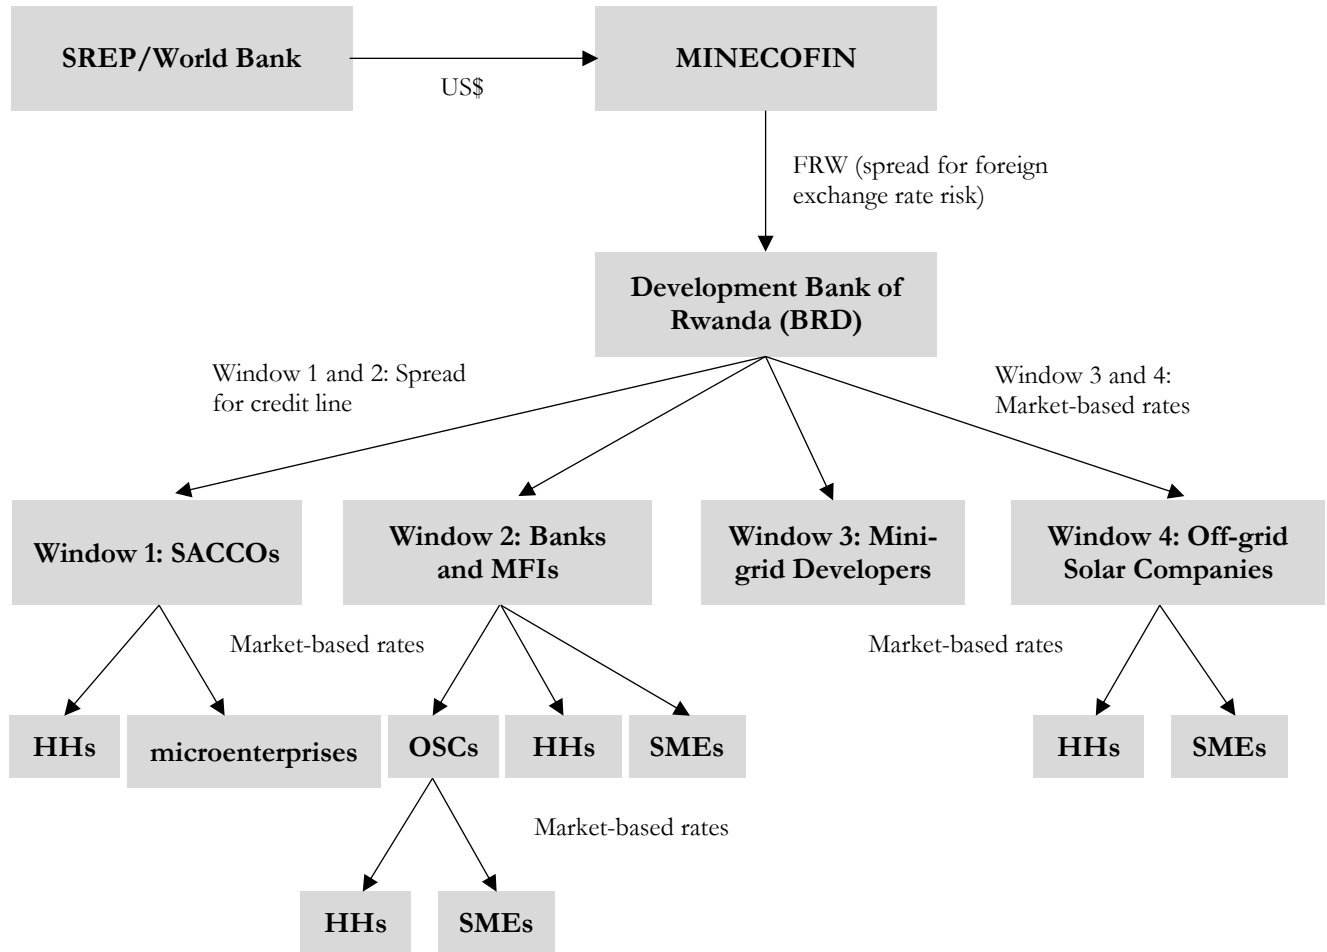 SREP/World Bank
MINECOFIN
US$
FRW (spread for foreign
exchange rate risk)
Development Bank of
Rwanda (BRD)
Window 1 and 2: Spread
for credit line
Window 3 and 4:
Market-based rates
Window 1: SACCOs
Window 2: Banks
and MFIs
Window 3: Mini-
grid Developers
Window 4: Off-grid
Solar Companies
Market-based rates
Market-based rates
HHs
microenterprises
OSCs
HHs
SMEs
HHs
SMEs
Market-based rates
HHs
SMEs